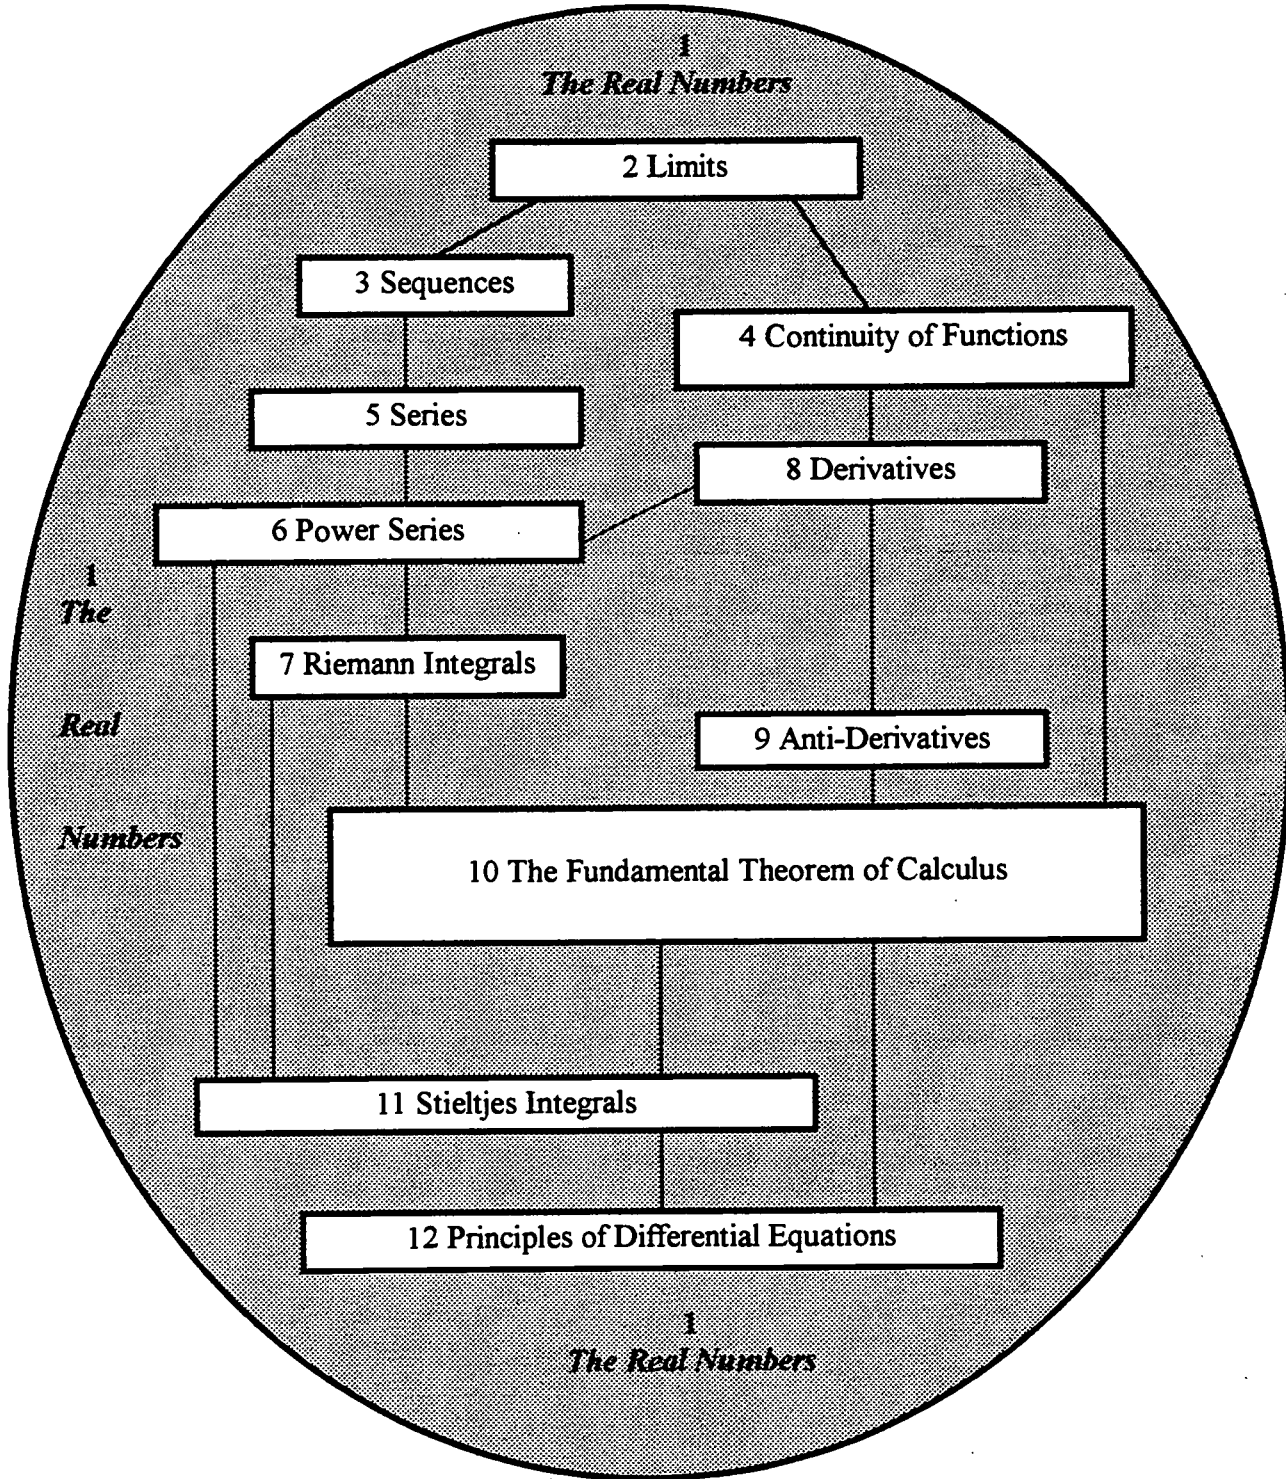 1
The Real Numbers
2 Limits
3 Sequences
4 Continuity of Functions
5 Series
8 Derivatives
6 Power Series
1
The
Real
Numbers
7 Riemann Integrals
9 Anti-Derivatives
10 The Fundamental Theorem of Calculus
11 Stieltjes Integrals
12 Principles of Differential Equations
1
The Real Numbers